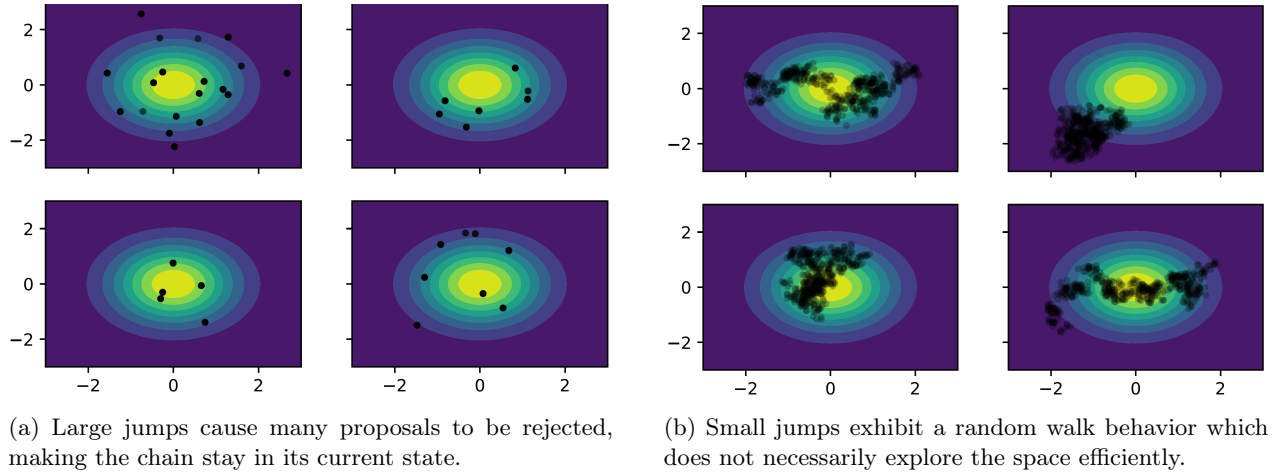 2
0
−2
2
0
−2
2
0
−2
2
0
−2
−2 0 2
−2 0 2
−2 0 2
−2 0 2
(a) Large jumps cause many proposals to be rejected,
making the chain stay in its current state.
(b) Small jumps exhibit a random walk behavior which
does not necessarily explore the space efficiently.